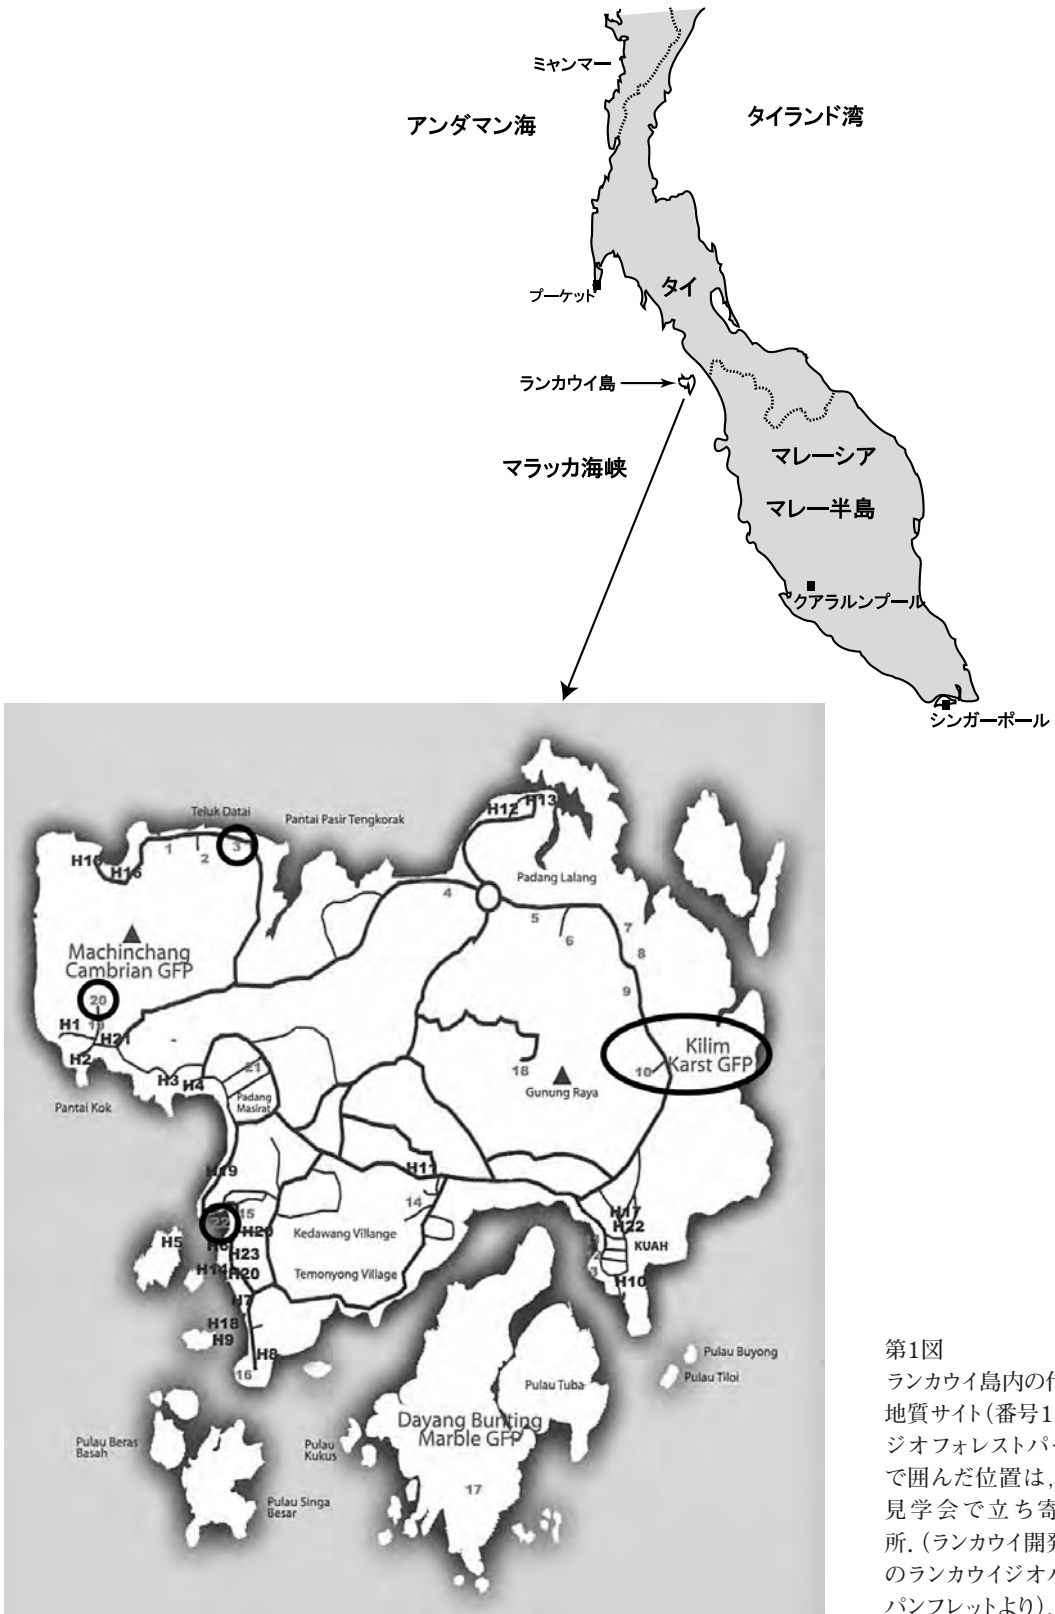 ミャンマー
アンダマン海
タイランド湾
プーケット
タイ
ランカウイ島
マラッカ海峡
マレーシア
マレー半島
クアラルンプール
シンガーポール
Teluk Datai
Pantai Pasir Tengkorak
H12
H13
1
2
3
H15
H16
4
Padang Lalang
5
6
7
8
9
Machinchang
Cambrian GFP
20
H1
19
H21
H2
H3
H4
21
Padang
Masirat
Pantai Kok
18
Gunung Raya
10
Kilim
Karst GFP
H19
H11
14
15
22
H20
H5
H6
H23
H14
H20
Kedawang Villange
Temonyong Village
H17
H22
1
2
3
KUAH
H10
H7
H18
H9
H8
16
Pulau Buyong
Pulau Tiloi
Pulau Tuba
Dayang Bunting
Marble GFP
Pulau Beras
Basah
Pulau
Kukus
Pulau Singa
Besar
17
第1図
ランカウイ島内の
地質サイト(番号1
ジオフォレストパ
で囲んだ位置は,
見学会で立ち寄
所.(ランカウイ開
のランカウイジオ
パンフレットより).